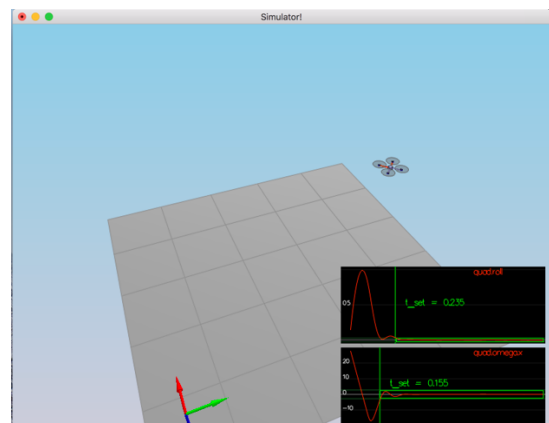 Simulator!
quad.roll
0.5
t_set = 0.235
quad.omega.x
20
10
t_set = 0.155
0
-10